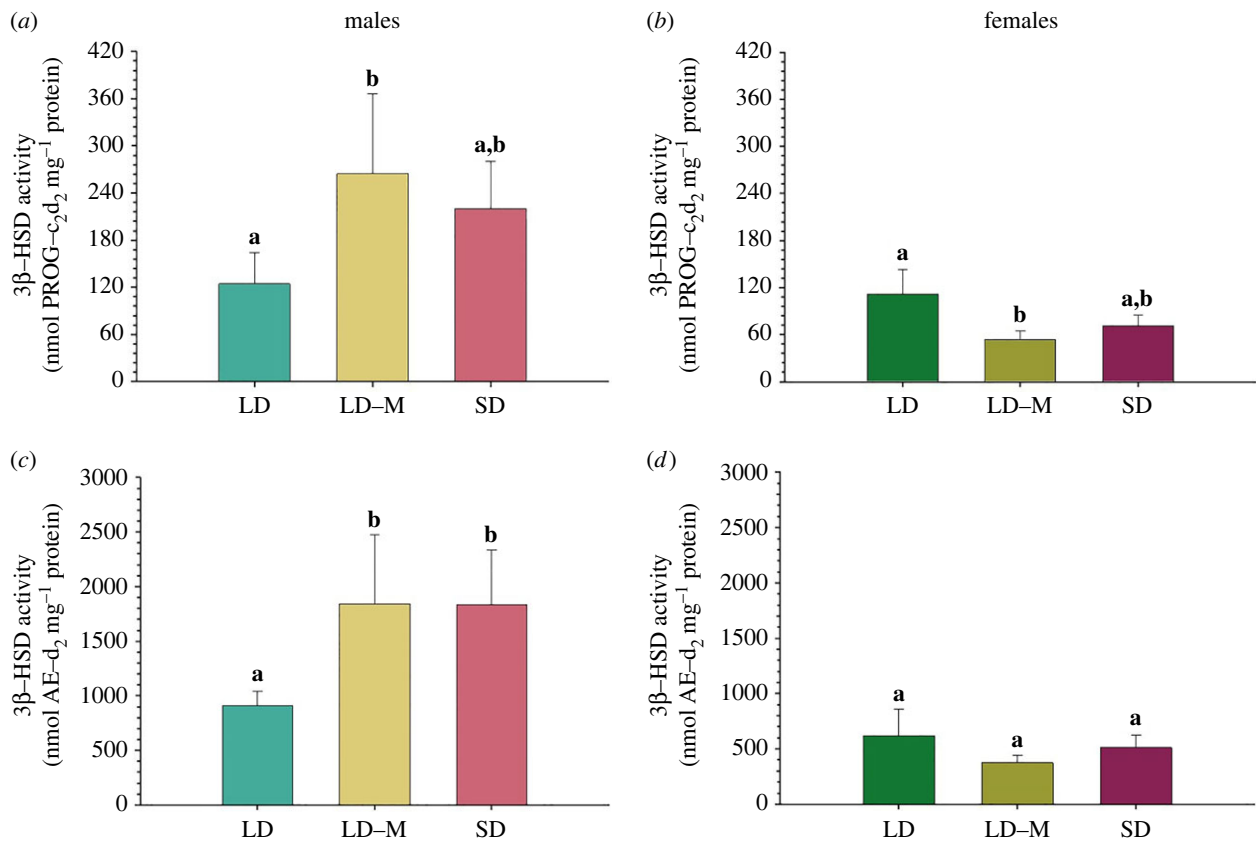 (a) males
420
360
300
240
180
120
60
0
3β–HSD activity
(nmol PROG–c₂d₂ mg⁻¹ protein)
a
b
a,b
LD LD–M SD
(b) females
420
360
300
240
180
120
60
0
3β–HSD activity
(nmol PROG–c₂d₂ mg⁻¹ protein)
a
b
a,b
LD LD–M SD
(c)
3000
2500
2000
1500
1000
500
0
3β–HSD activity
(nmol AE–d₂ mg⁻¹ protein)
a
b
b
LD LD–M SD
(d)
3000
2500
2000
1500
1000
500
0
3β–HSD activity
(nmol AE–d₂ mg⁻¹ protein)
a
a
a
LD LD–M SD